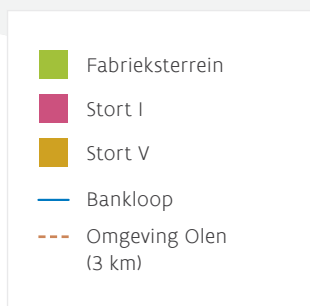 Fabrieksterrein
Stort I
Stort V
Bankloop
Omgeving Olen
(3 km)